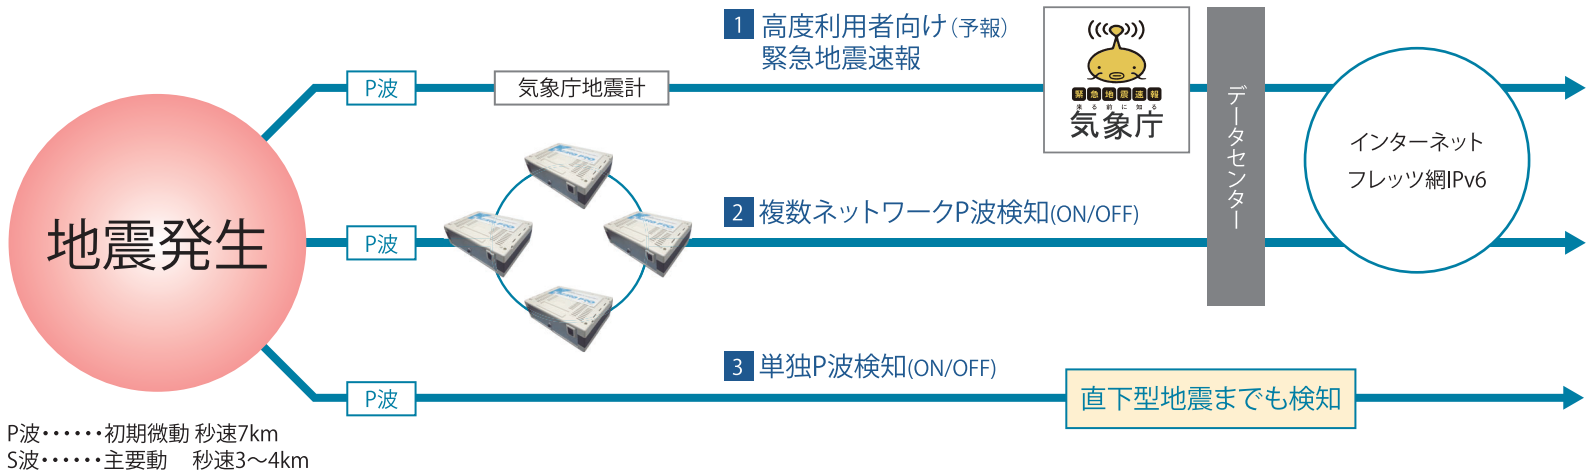 1 高度利用者向け(予報)
緊急地震速報
P波
気象庁地震計
緊急地震速報
来る前に知る
気象庁
データセンター
インターネット
フレッツ網IPv6
地震発生
P波
2 複数ネットワークP波検知(ON/OFF)
3 単独P波検知(ON/OFF)
P波
直下型地震までも検知
P波・・・・・・初期微動 秒速7km
S波・・・・・・主要動 秒速3〜4km